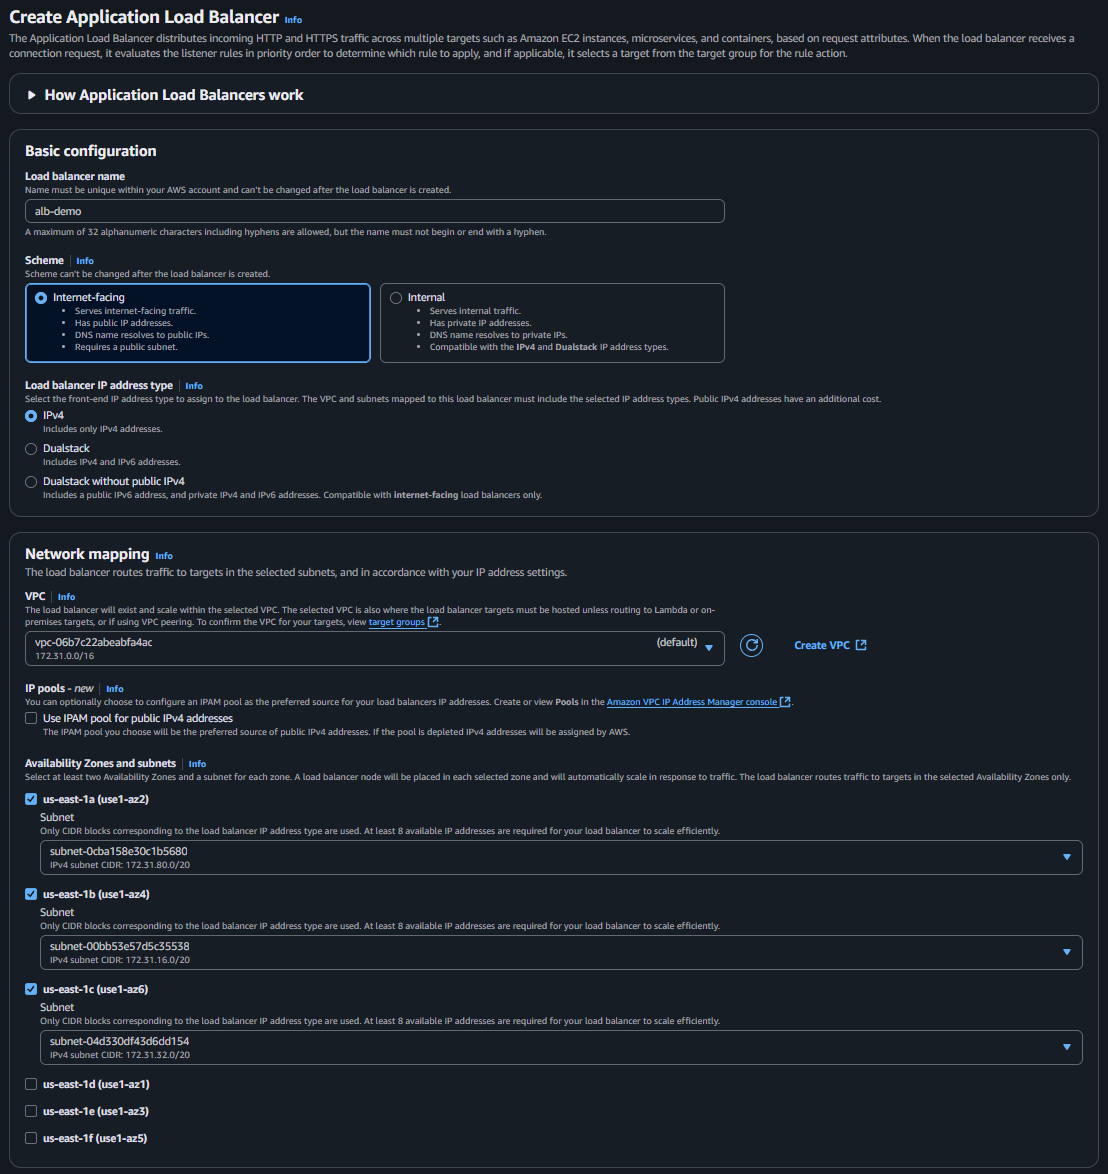 Create Application Load Balancer Info
The Application Load Balancer distributes incoming HTTP and HTTPS traffic across multiple targets such as Amazon EC2 instances, microservices, and containers, based on request attributes. When the load balancer receives a
connection request, it evaluates the listener rules in priority order to determine which rule to apply, and if applicable, it selects a target from the target group for the rule action.
How Application Load Balancers work
Basic configuration
Load balancer name
Name must be unique within your AWS account and can't be changed after the load balancer is created.
alb-demo
A maximum of 32 alphanumeric characters including hyphens are allowed, but the name must not begin or end with a hyphen.
Scheme Info
Scheme can't be changed after the load balancer is created.
Internet-facing
• Serves internet-facing traffic.
• Has public IP addresses.
• DNS name resolves to public IPs.
• Requires a public subnet.
Internal
• Serves internal traffic.
• Has private IP addresses.
• DNS name resolves to private IPs.
• Compatible with the IPv4 and Dualstack IP address types.
Load balancer IP address type Info
Select the front-end IP address type to assign to the load balancer. The VPC and subnets mapped to this load balancer must include the selected IP address types. Public IPv4 addresses have an additional cost.
IPv4
Includes only IPv4 addresses.
Dualstack
Includes IPv4 and IPv6 addresses.
Dualstack without public IPv4
Includes a public IPv6 address, and private IPv4 and IPv6 addresses. Compatible with internet-facing load balancers only.
Network mapping Info
The load balancer routes traffic to targets in the selected subnets, and in accordance with your IP address settings.
VPC Info
The load balancer will exist and scale within the selected VPC. The selected VPC is also where the load balancer targets must be hosted unless routing to Lambda or on-
premises targets, or if using VPC peering. To confirm the VPC for your targets, view target groups.
vpc-06b7c22abeabfa4ac (default)
172.31.0.0/16
Create VPC
IP pools - new Info
You can optionally choose to configure an IPAM pool as the preferred source for your load balancers IP addresses. Create or view Pools in the Amazon VPC IP Address Manager console.
Use IPAM pool for public IPv4 addresses
The IPAM pool you choose will be the preferred source of public IPv4 addresses. If the pool is depleted IPv4 addresses will be assigned by AWS.
Availability Zones and subnets Info
Select at least two Availability Zones and a subnet for each zone. A load balancer node will be placed in each selected zone and will automatically scale in response to traffic. The load balancer routes traffic to targets in the selected Availability Zones only.
us-east-1a (use1-az2)
Subnet
Only CIDR blocks corresponding to the load balancer IP address type are used. At least 8 available IP addresses are required for your load balancer to scale efficiently.
subnet-0cba158e30c1b5680
IPv4 subnet CIDR: 172.31.80.0/20
us-east-1b (use1-az4)
Subnet
Only CIDR blocks corresponding to the load balancer IP address type are used. At least 8 available IP addresses are required for your load balancer to scale efficiently.
subnet-00bb53e57d5c35538
IPv4 subnet CIDR: 172.31.16.0/20
us-east-1c (use1-az6)
Subnet
Only CIDR blocks corresponding to the load balancer IP address type are used. At least 8 available IP addresses are required for your load balancer to scale efficiently.
subnet-04d330df43d6dd154
IPv4 subnet CIDR: 172.31.32.0/20
us-east-1d (use1-az1)
us-east-1e (use1-az3)
us-east-1f (use1-az5)